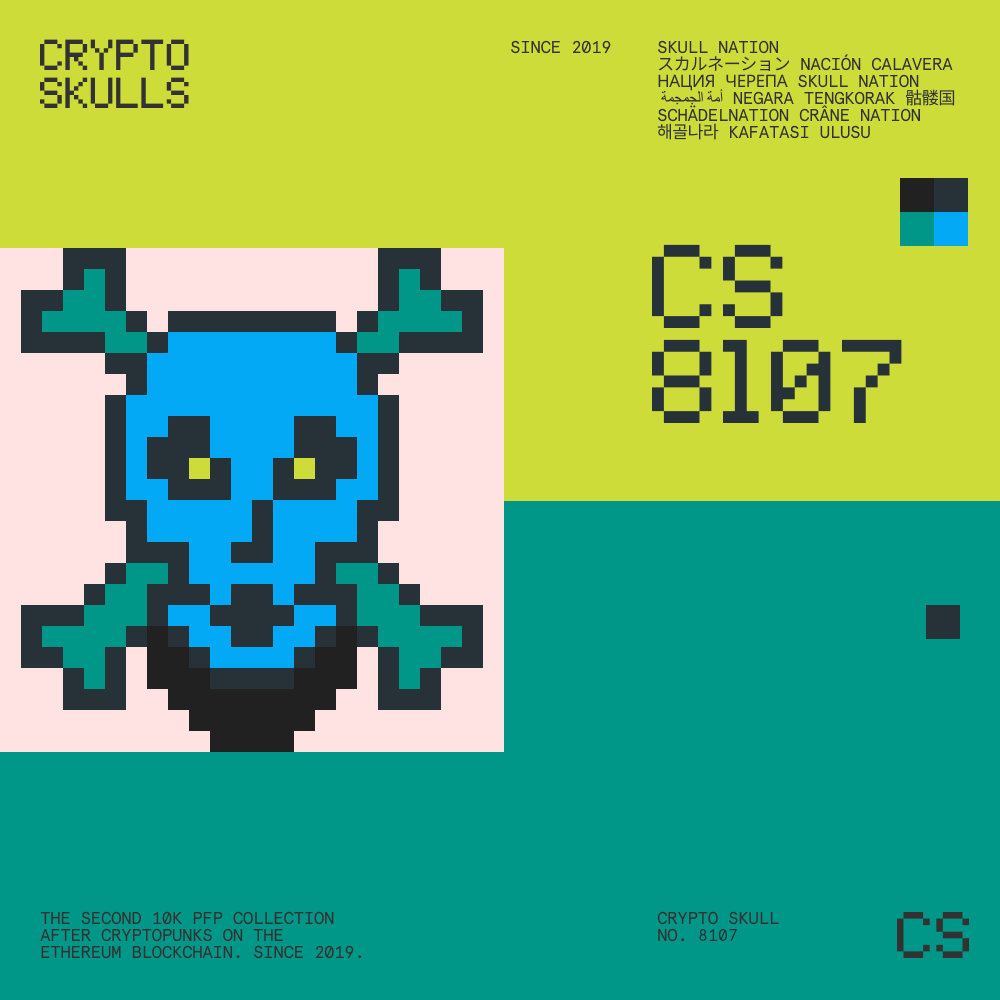 CRYPTO
SKULLS
SINCE 2019
SKULL NATION
スカルネーション NACIÓN CALAVERA
НАЦИЯ ЧЕРЕПА SKULL NATION
أمة الجمجمة NEGARA TENGKORAK 骷髅国
SCHÄDELNATION CRÂNE NATION
해골나라 KAFATASI ULUSU
CS
8107
THE SECOND 10K PFP COLLECTION
AFTER CRYPTOPUNKS ON THE
ETHEREUM BLOCKCHAIN. SINCE 2019.
CRYPTO SKULL
NO. 8107
CS